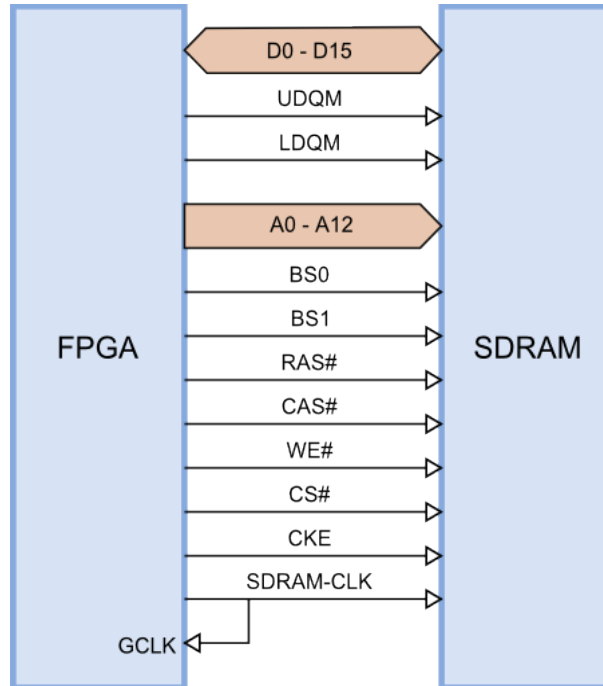 D0 - D15
UDQM
LDQM
A0 - A12
BS0
BS1
FPGA
SDRAM
RAS#
CAS#
WE#
CS#
CKE
SDRAM-CLK
GCLK